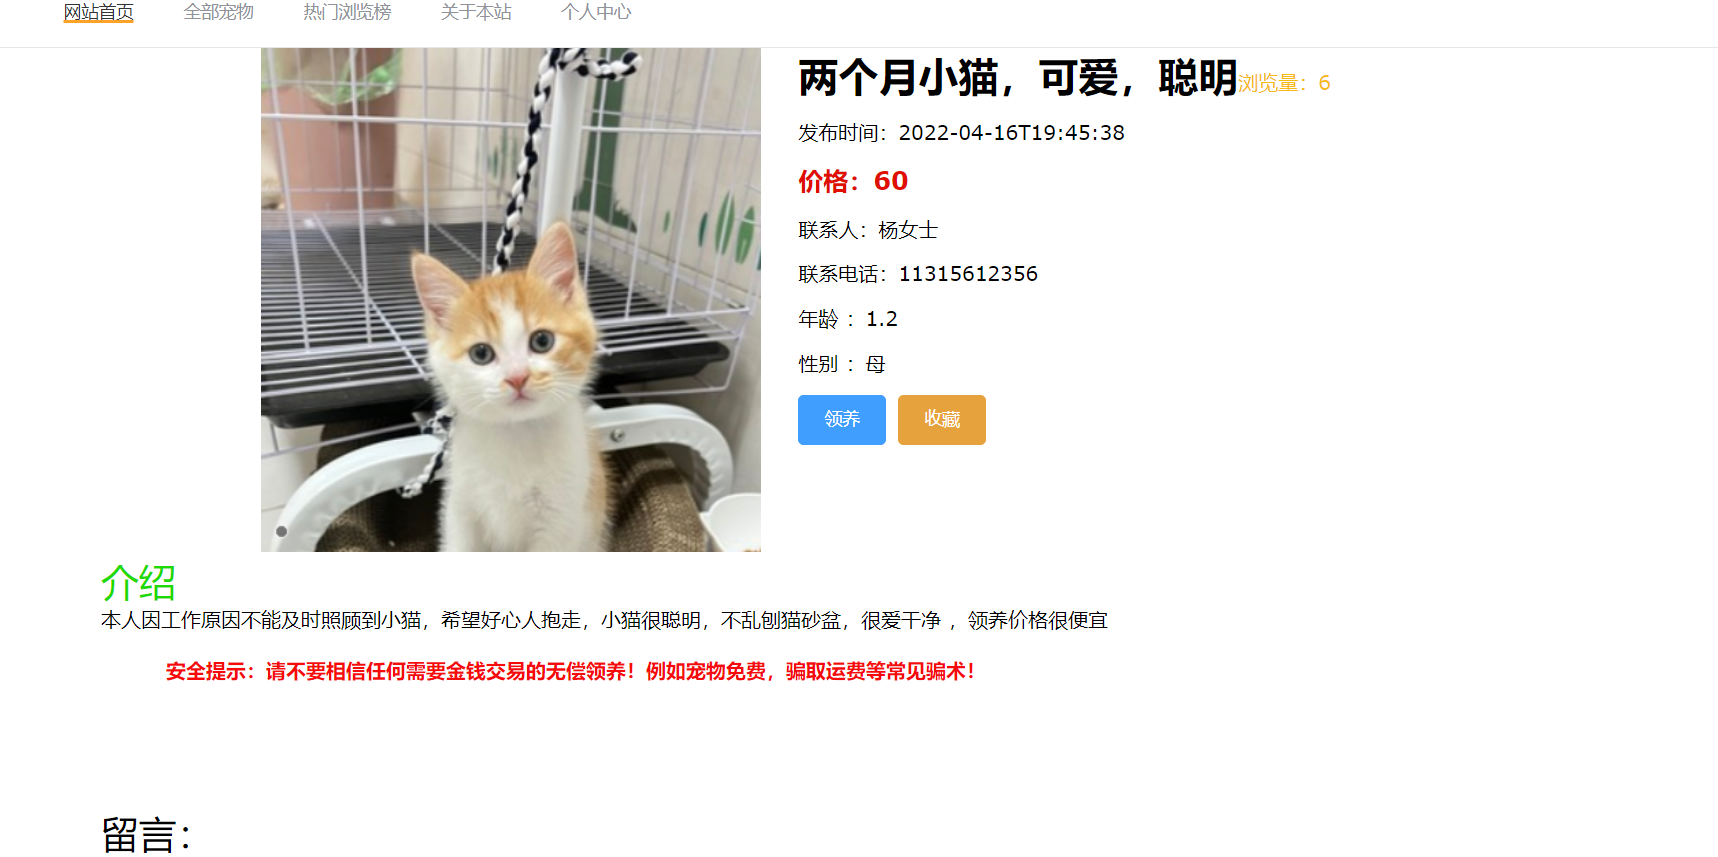 网站首页 全部宠物 热门浏览榜 关于本站 个人中心
两个月小猫，可爱，聪明浏览量：6
发布时间：2022-04-16T19:45:38
价格：60
联系人：杨女士
联系电话：11315612356
年龄 ：1.2
性别 ：母
领养 收藏
介绍
本人因工作原因不能及时照顾到小猫，希望好心人抱走，小猫很聪明，不乱刨猫砂盆，很爱干净 ，领养价格很便宜
安全提示：请不要相信任何需要金钱交易的无偿领养！例如宠物免费，骗取运费等常见骗术！
留言：